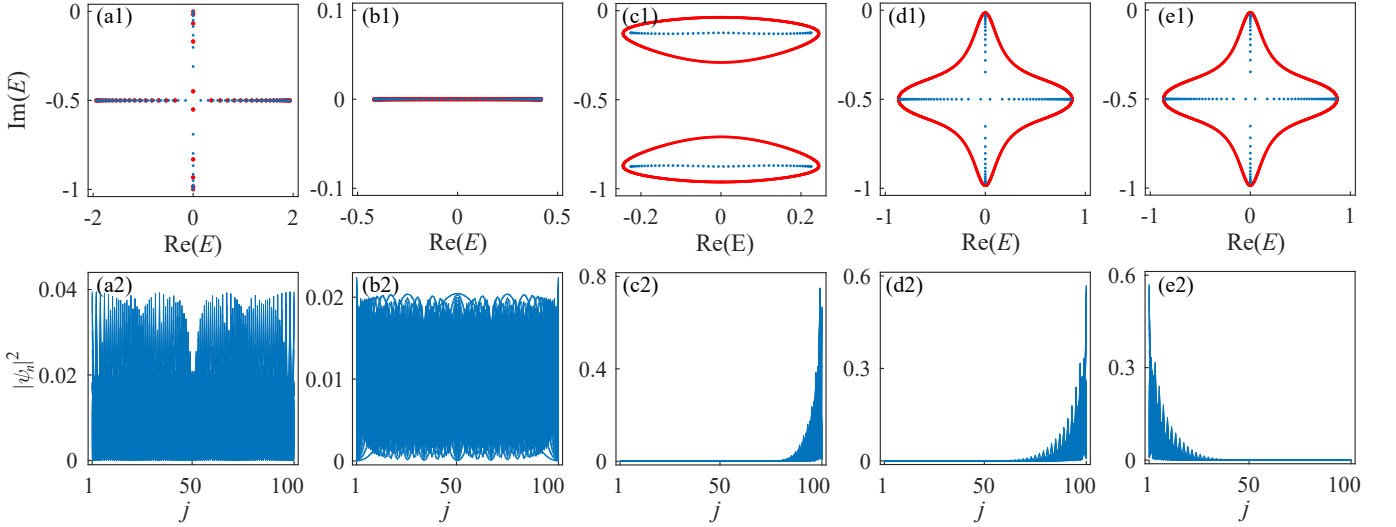 (a1) (b1) (c1) (d1) (e1)
0 0.1 0 0 0
Im(E) -0.5 0 -0.5 -0.5 -0.5
-1 -0.1 -1 -1 -1
-2 0 2 -0.5 0 0.5 -0.2 0 0.2 -1 0 1 -1 0 1
Re(E) Re(E) Re(E) Re(E) Re(E)
(a2) (b2) (c2) (d2) (e2)
0.04 0.02 0.8 0.6 0.6
|ψn|² 0.02 0.01 0.4 0.3 0.3
0 0 0 0 0
1 50 100 1 50 100 1 50 100 1 50 100 1 50 100
j j j j j